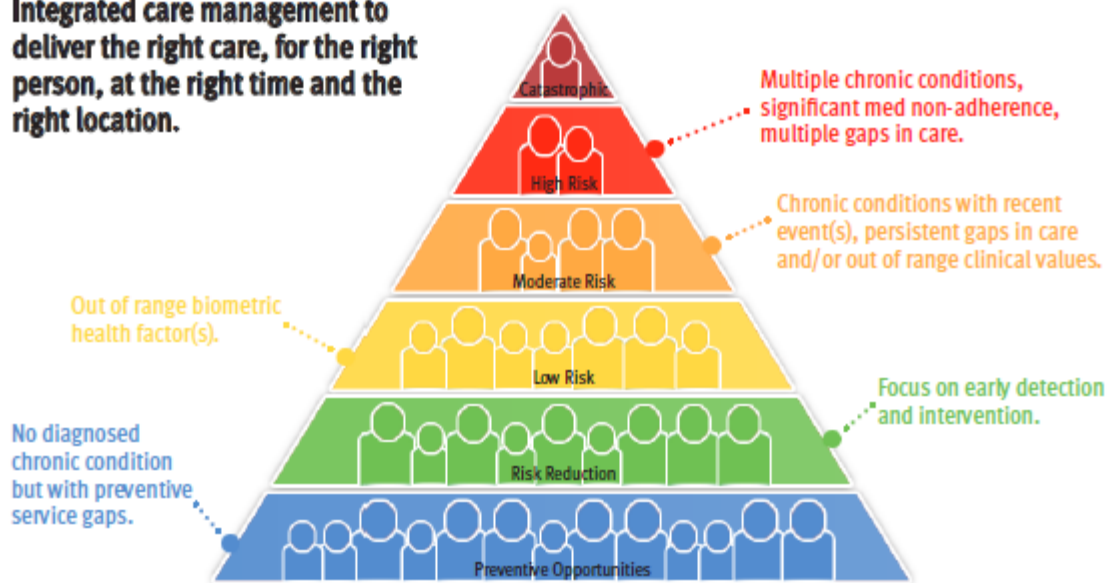 Integrated care management to
deliver the right care, for the right
person, at the right time and the
right location.
Catastrophic
Multiple chronic conditions,
significant med non-adherence,
multiple gaps in care.
High Risk
Chronic conditions with recent
event(s), persistent gaps in care
and/or out of range clinical values.
Moderate Risk
Out of range biometric
health factor(s).
Low Risk
Focus on early detection
and intervention.
Risk Reduction
No diagnosed
chronic condition
but with preventive
service gaps.
Preventive Opportunities